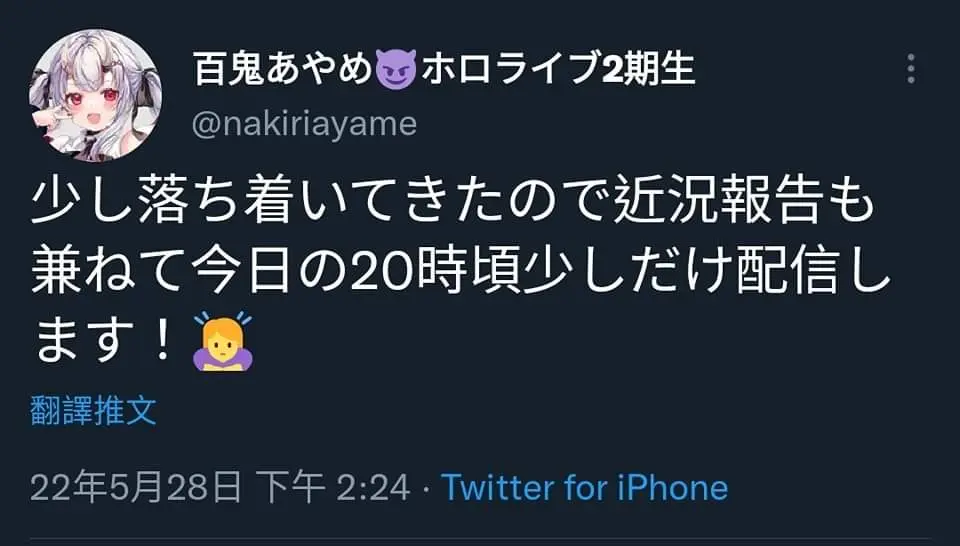 百鬼あやめ😈ホロライブ2期生
@nakiriayame
少し落ち着いてきたので近況報告も
兼ねて今日の20時頃少しだけ配信し
ます！🙇‍♀️
翻譯推文
22年5月28日 下午 2:24 · Twitter for iPhone